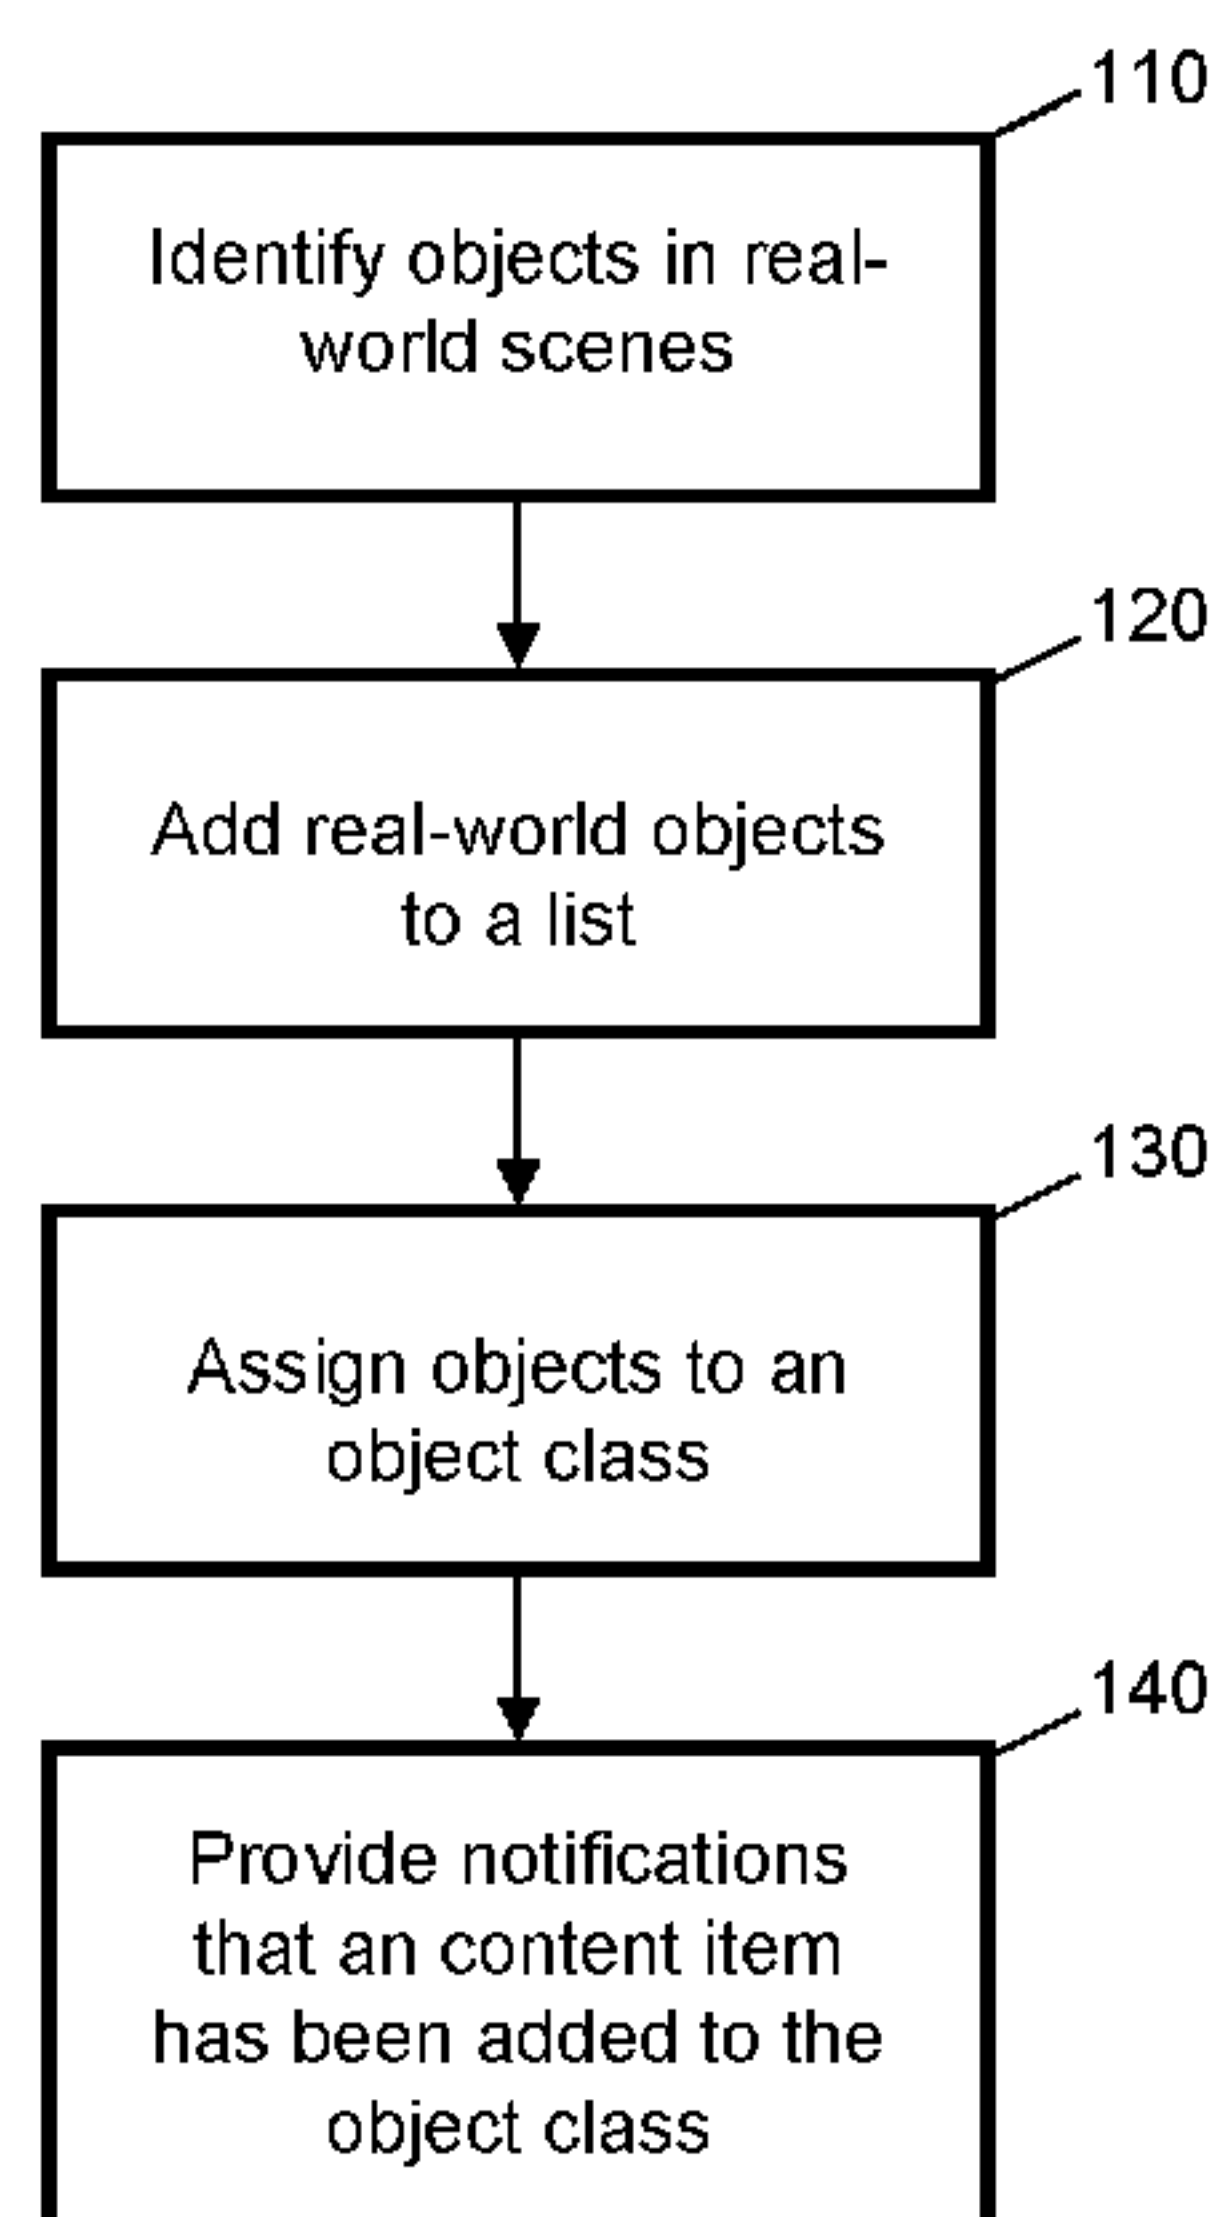 110
Identify objects in real-
world scenes
120
Add real-world objects
to a list
130
Assign objects to an
object class
140
Provide notifications
that an content item
has been added to the
object class